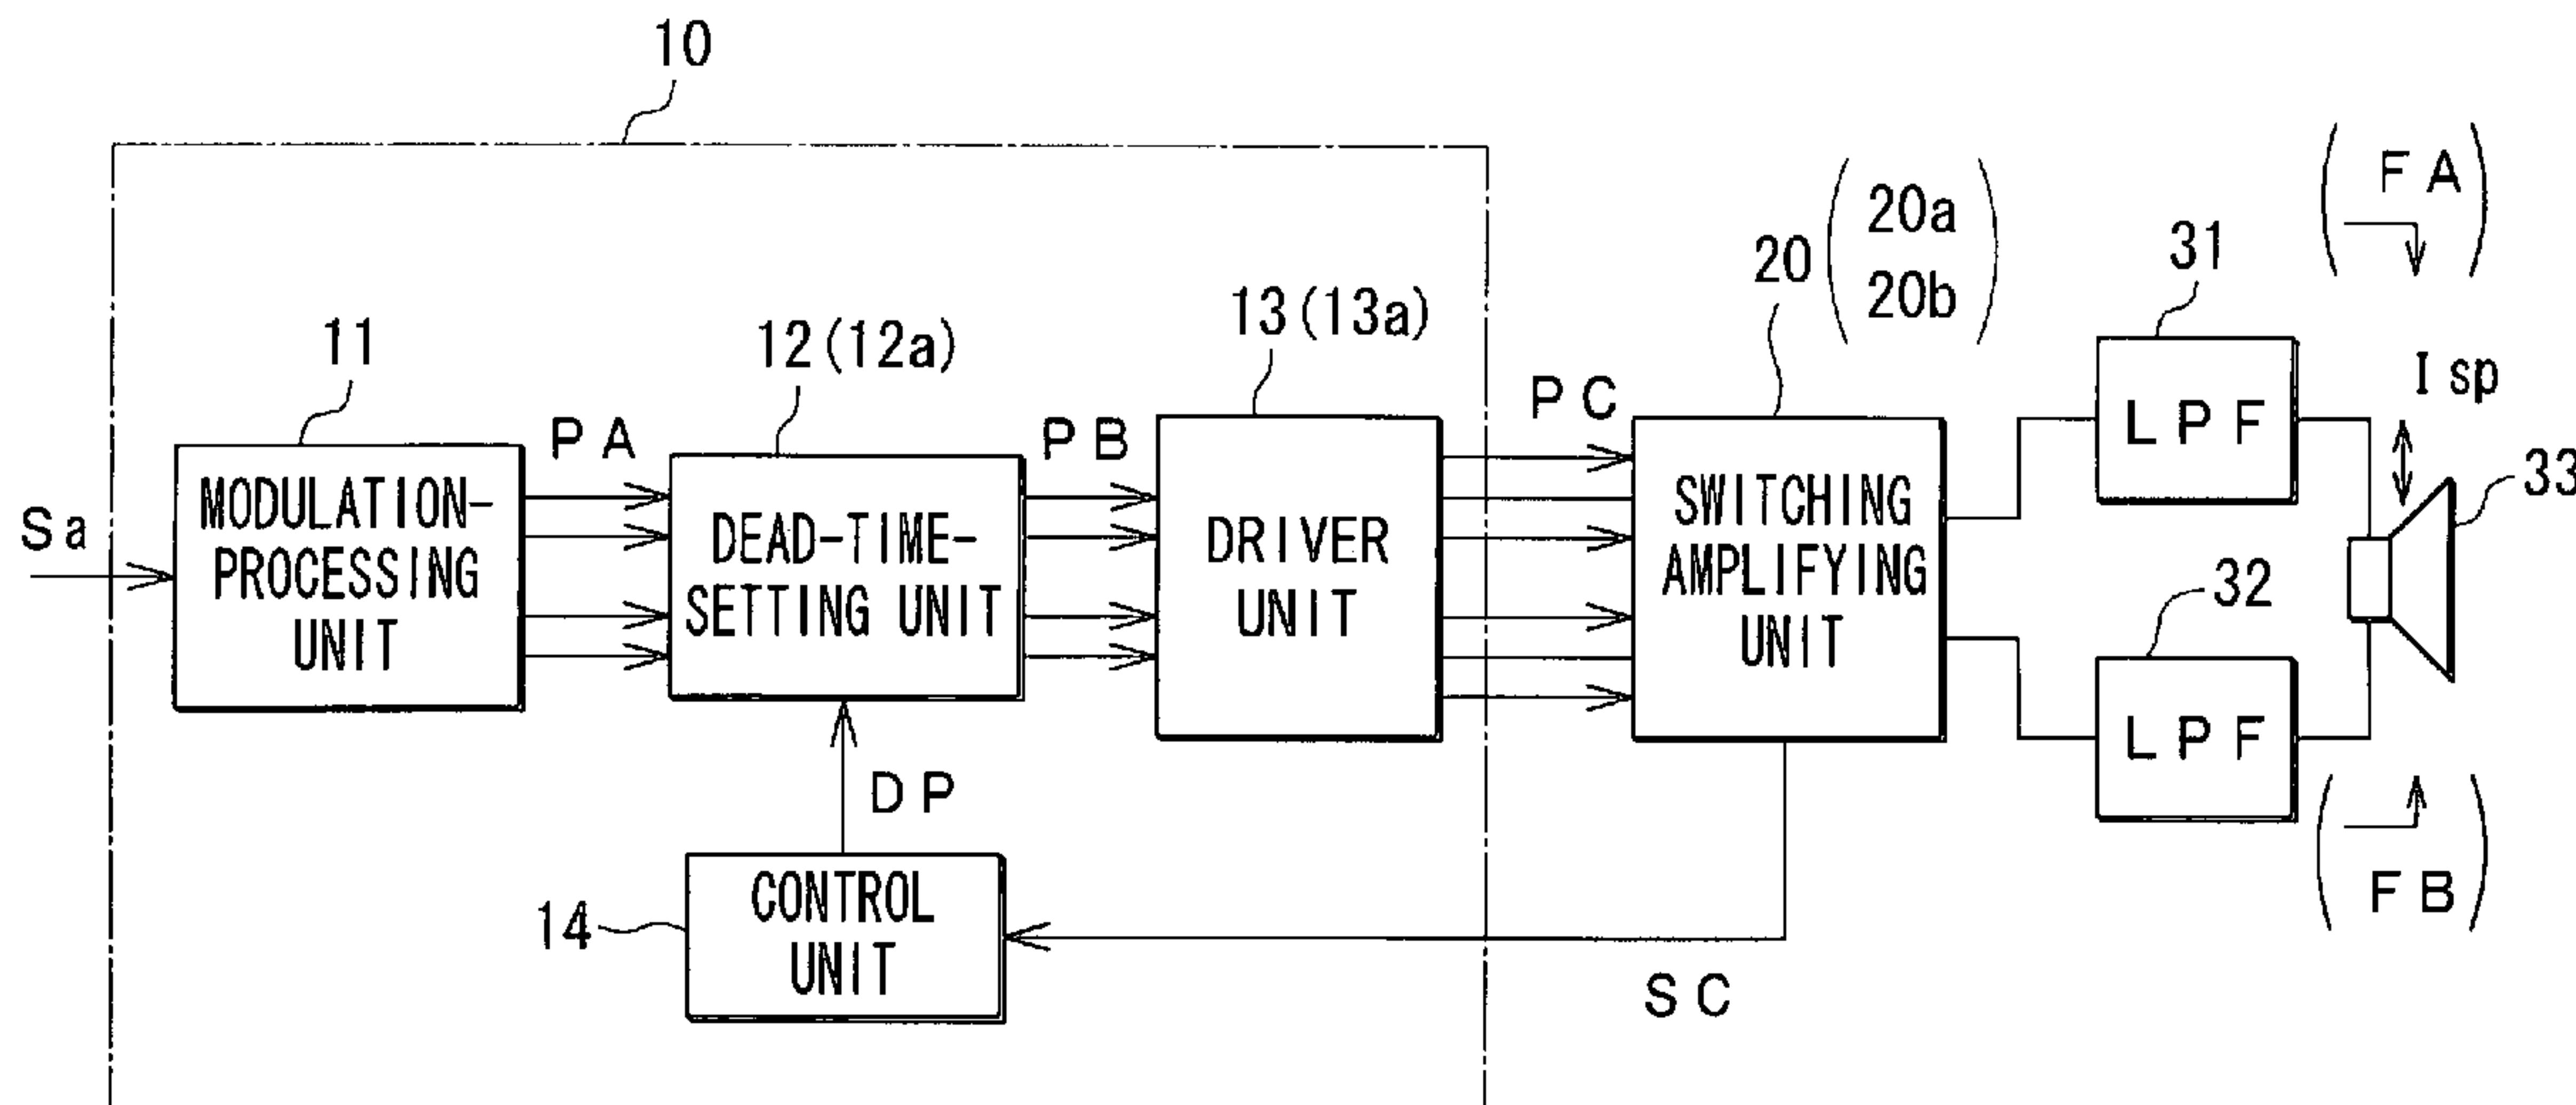 10
Sa
11
MODULATION-
PROCESSING
UNIT
PA
12(12a)
DEAD-TIME-
SETTING UNIT
PB
13(13a)
DRIVER
UNIT
PC
20
20a
20b
SWITCHING
AMPLIFYING
UNIT
31
LPF
32
LPF
FA
Isp
33
FB
DP
14
CONTROL
UNIT
SC